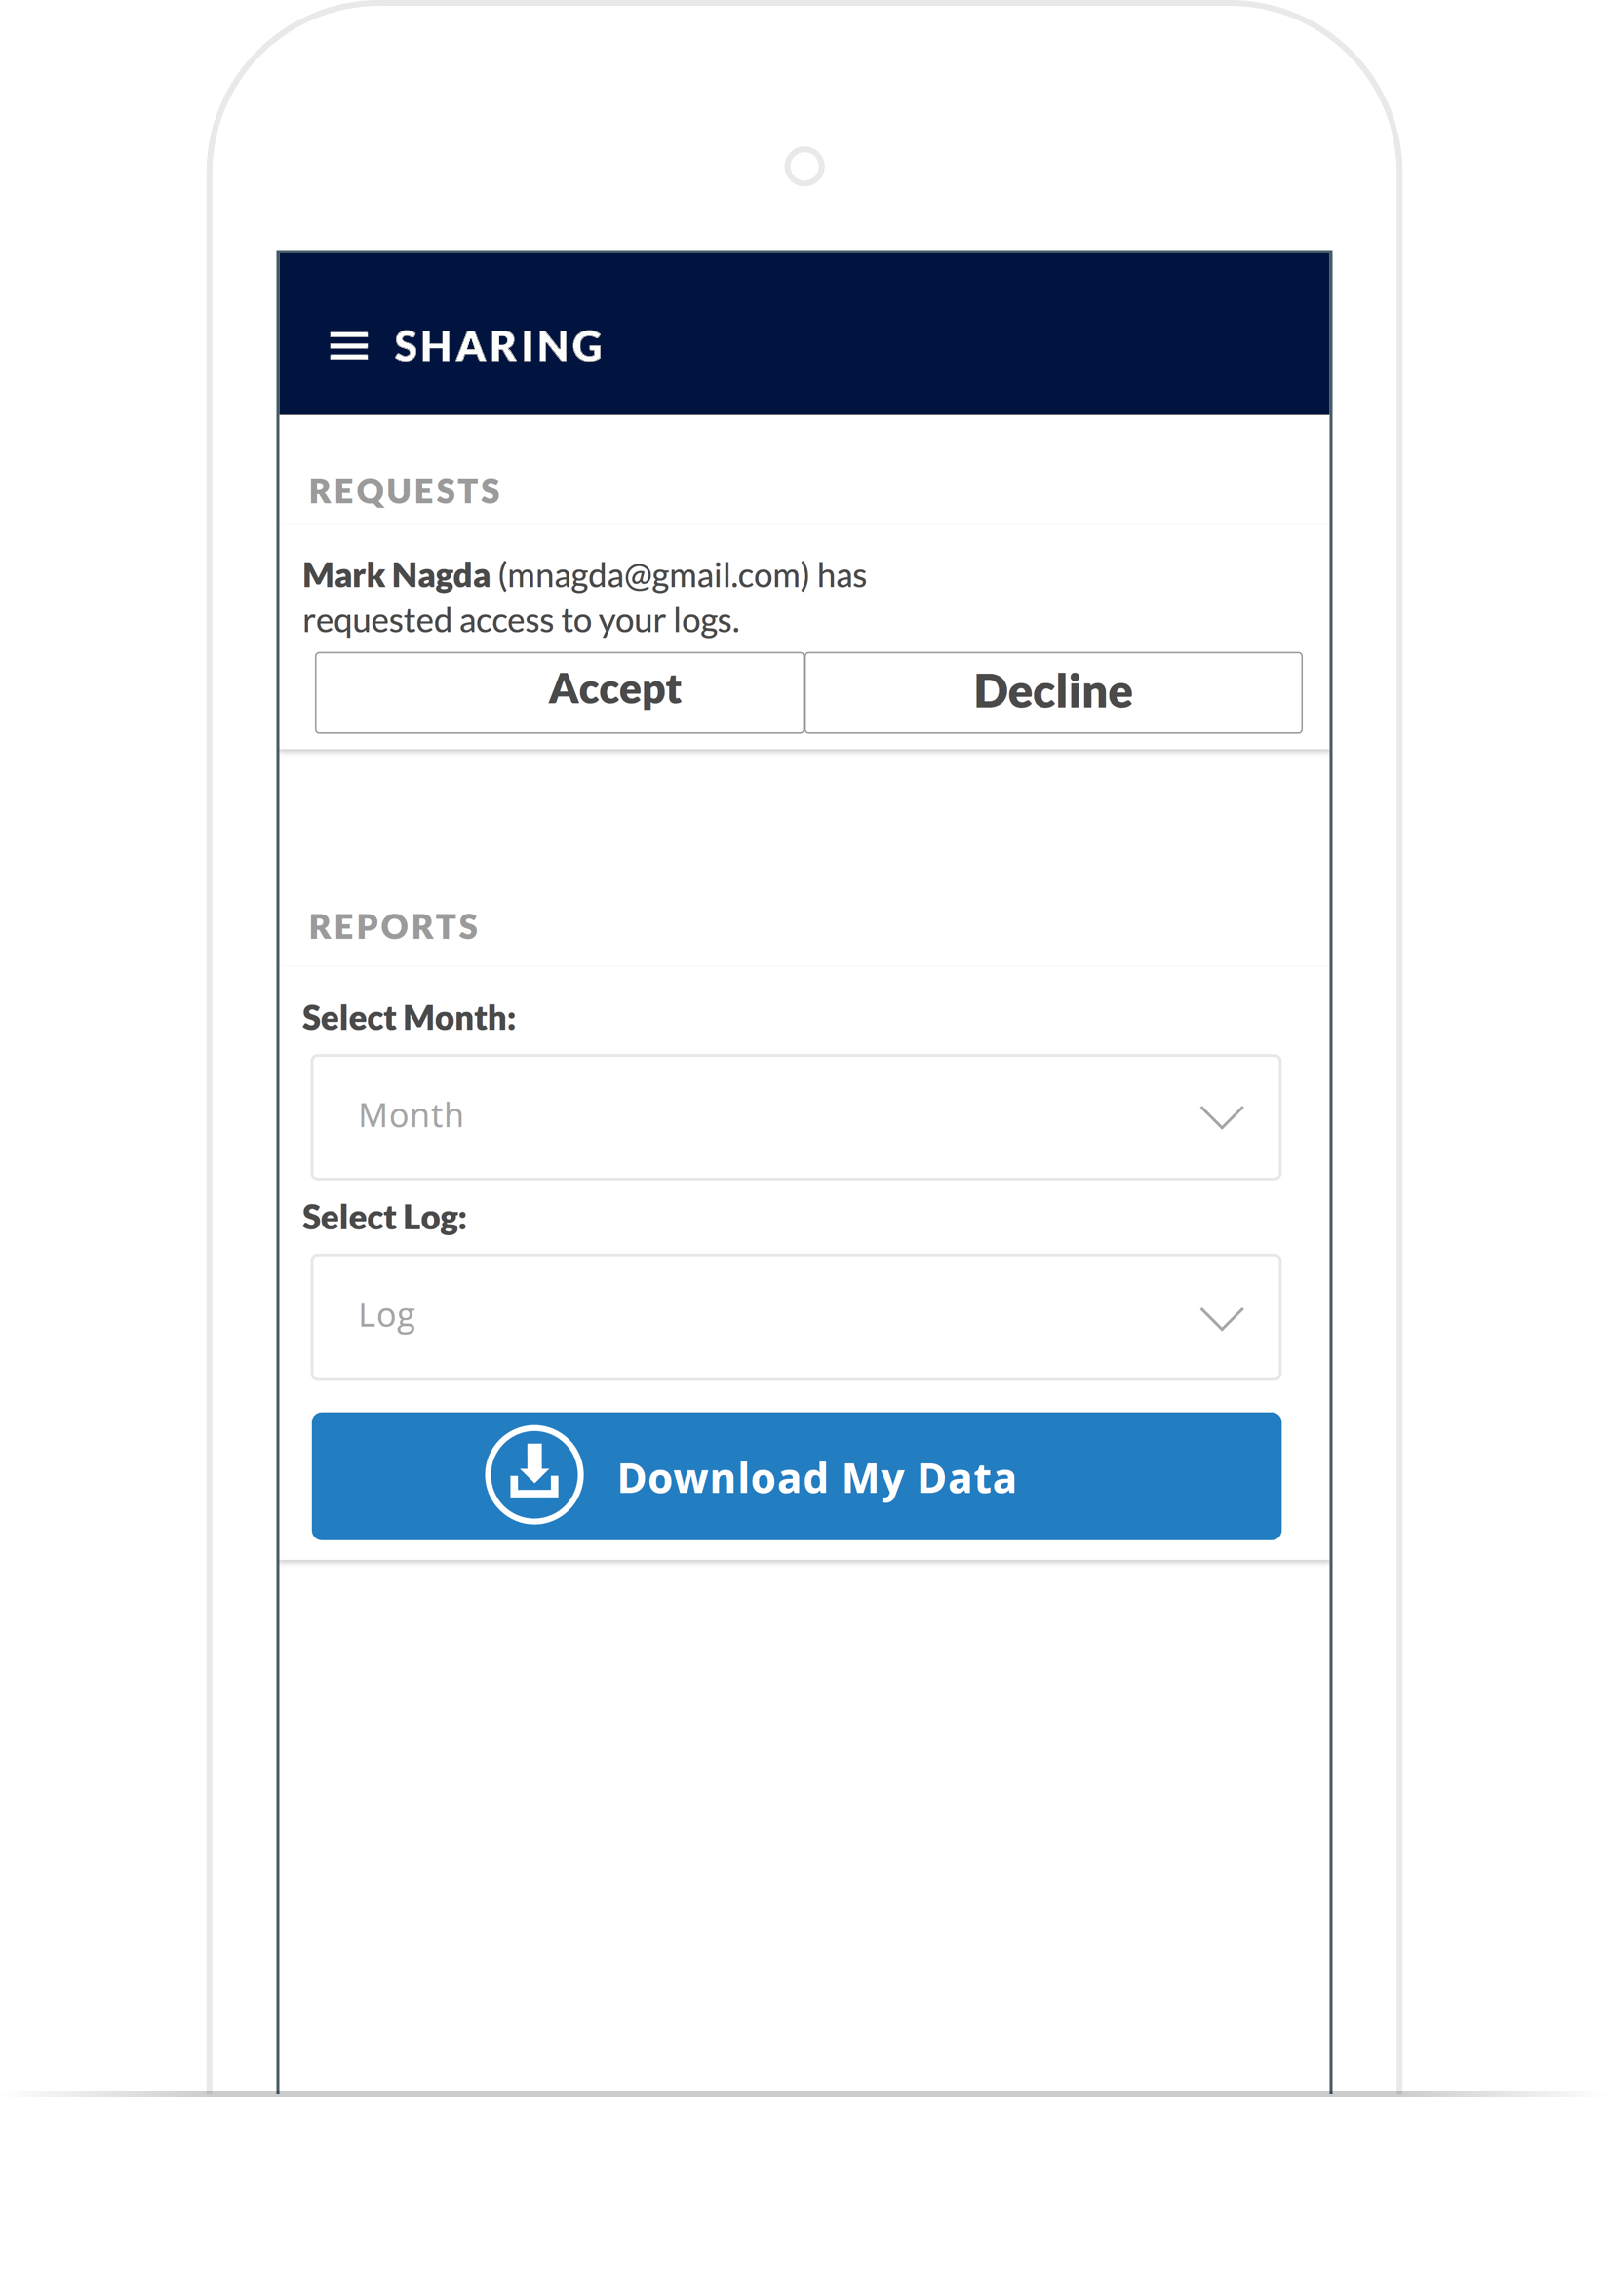 SHARING
REQUESTS
Mark Nagda (mnagda@gmail.com) has
requested access to your logs.
Accept Decline
REPORTS
Select Month:
Month
Select Log:
Log
Download My Data